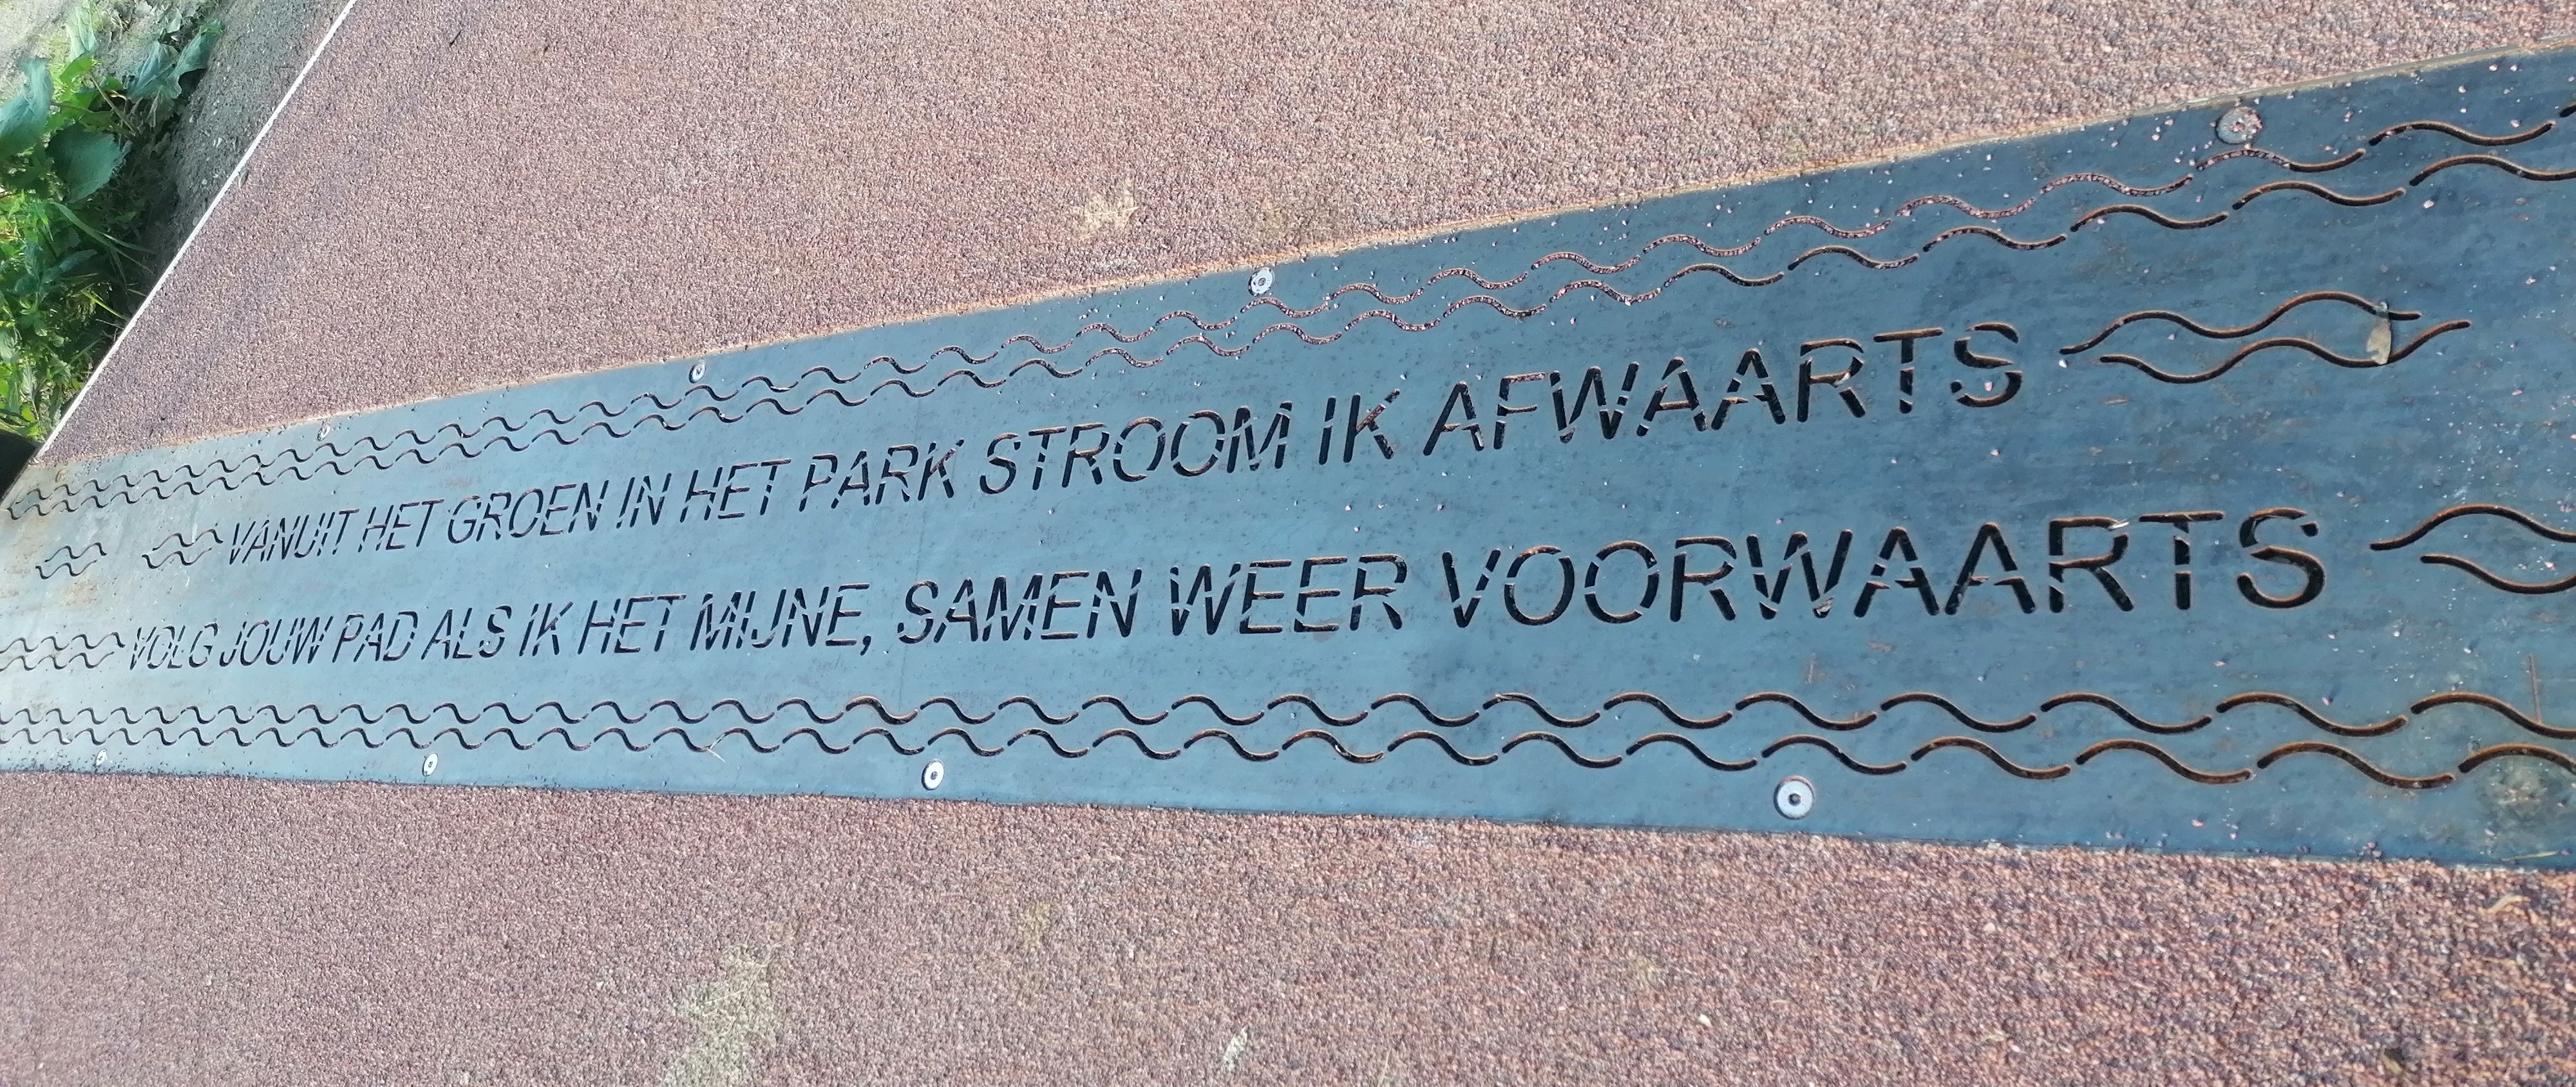 VANUIT HET GROEN IN HET PARK STROOM IK AFWAARTS
VOLG JOUW PAD ALS IK HET MIJNE, SAMEN WEER VOORWAARTS